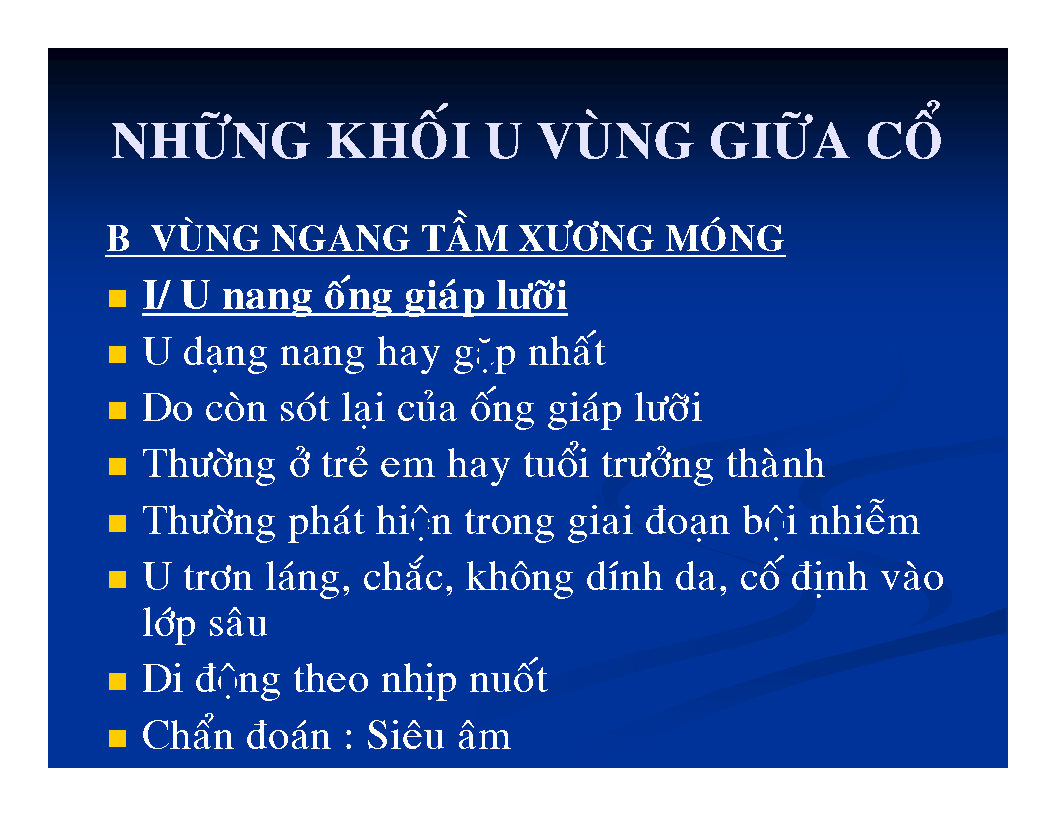 NHỮNG KHỐI U VÙNG GIỮA CỔ
B VÙNG NGANG TẦM XƯƠNG MÓNG
I/ U nang ống giáp lưỡi
U dạng nang hay gặp nhất
Do còn sót lại của ống giáp lưỡi
Thường ở trẻ em hay tuổi trưởng thành
Thường phát hiện trong giai đoạn bội nhiễm
U trơn láng, chắc, không dính da, cố định vào
lớp sâu
Di động theo nhịp nuốt
Chẩn đoán : Siêu âm